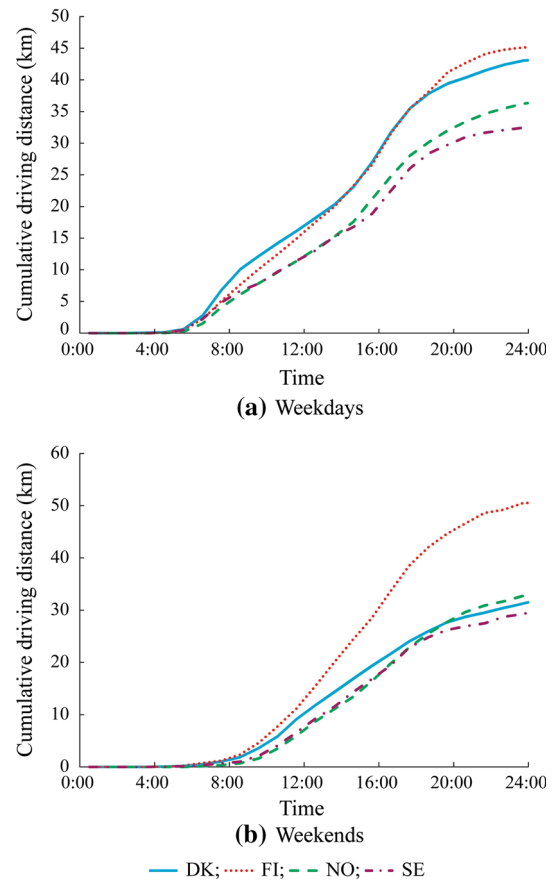 50
45
40
35
30
25
20
15
10
5
0
Cumulative driving distance (km)
0:00 4:00 8:00 12:00 16:00 20:00 24:00
Time
(a) Weekdays
60
50
40
30
20
10
0
Cumulative driving distance (km)
0:00 4:00 8:00 12:00 16:00 20:00 24:00
Time
(b) Weekends
DK; FI; NO; SE